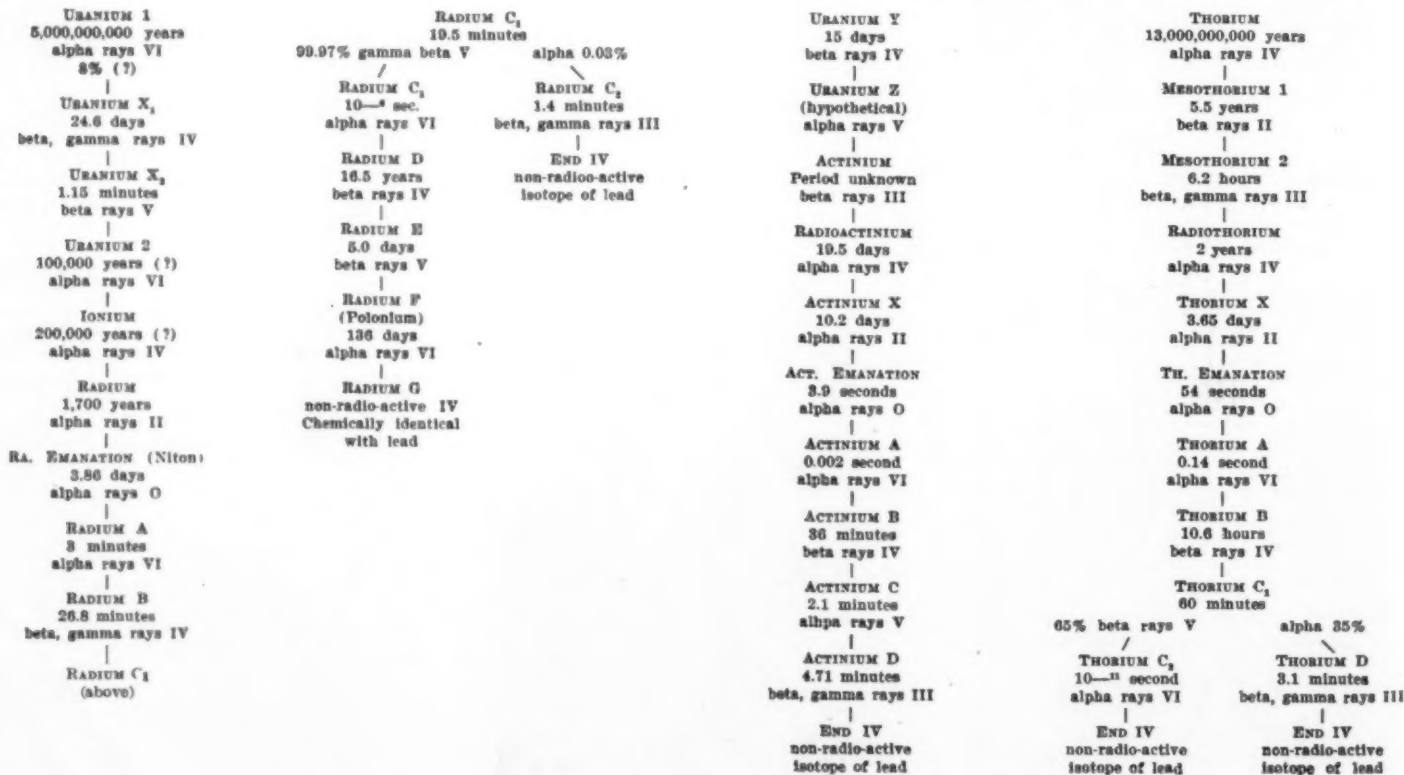 URANIUM 1
5,000,000,000 years
alpha rays VI
8% (?)
URANIUM X₁
24.6 days
beta, gamma rays IV
URANIUM X₂
1.15 minutes
beta rays V
URANIUM 2
100,000 years (?)
alpha rays VI
IONIUM
200,000 years (?)
alpha rays IV
RADIUM
1,700 years
alpha rays II
RA. EMANATION (Niton)
3.86 days
alpha rays O
RADIUM A
3 minutes
alpha rays VI
RADIUM B
26.8 minutes
beta, gamma rays IV
RADIUM C₁
(above)
RADIUM C₁
19.5 minutes
99.97% gamma beta V alpha 0.03%
RADIUM
sec.
alpha rays VI
RADIUM D
16.5 years
beta rays IV
RADIUM E
5.0 days
beta rays V
RADIUM F
(Polonium)
136 days
alpha rays VI
RADIUM G
non-radio-active IV
Chemically identical
with lead
RADIUM C₂
1.4 minutes
beta, gamma rays III
END IV
non-radioo-active
isotope of lead
URANIUM Y
15 days
beta rays IV
URANIUM Z
(hypothetical)
alpha rays V
ACTINIUM
Period unknown
beta rays III
RADIOACTINIUM
19.5 days
alpha rays IV
ACTINIUM X
10.2 days
alpha rays II
ACT. EMANATION
3.9 seconds
alpha rays O
ACTINIUM A
0.002 second
alpha rays VI
ACTINIUM B
36 minutes
beta rays IV
ACTINIUM C
2.1 minutes
alhpa rays V
ACTINIUM D
4.71 minutes
beta, gamma rays III
END IV
non-radio-active
isotope of lead
THORIUM
13,000,000,000 years
alpha rays IV
MESOTHORIUM 1
5.5 years
beta rays II
MESOTHORIUM 2
6.2 hours
beta, gamma rays III
RADIOTHORIUM
2 years
alpha rays IV
THORIUM X
3.65 days
alpha rays II
TH. EMANATION
54 seconds
alpha rays O
THORIUM A
0.14 second
alpha rays VI
THORIUM B
10.6 hours
beta rays IV
THORIUM C₁
60 minutes
65% beta rays V alpha 35%
THORIUM C₂
10—¹¹ second
alpha rays VI
END IV
non-radio-active
isotope of lead
THORIUM D
3.1 minutes
beta, gamma rays III
END IV
non-radio-active
isotope of lead